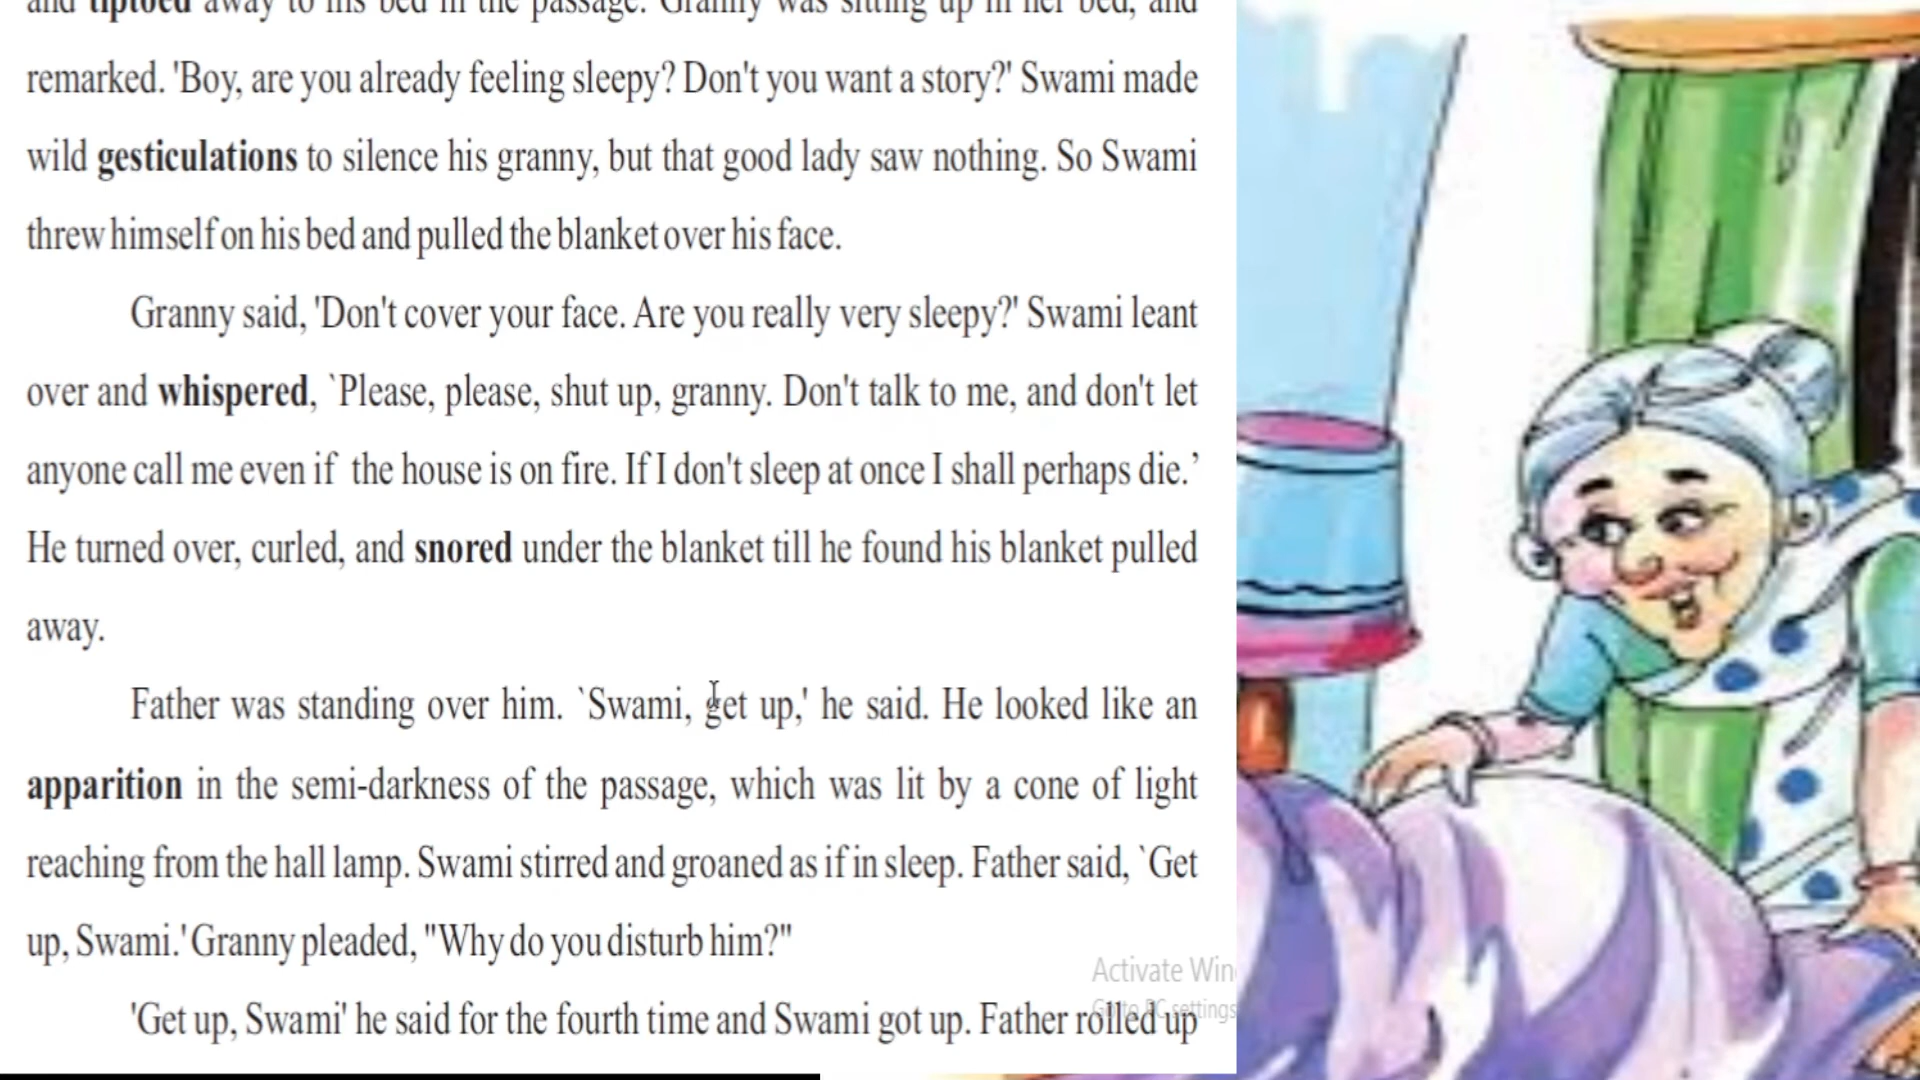 and tiptoed away to his bed in the passage. Granny was sitting up in her bed, and
remarked. 'Boy, are you already feeling sleepy? Don't you want a story?' Swami made
wild gesticulations to silence his granny, but that good lady saw nothing. So Swami
threw himself on his bed and pulled the blanket over his face.
Granny said, 'Don't cover your face. Are you really very sleepy?' Swami leant
over and whispered, `Please, please, shut up, granny. Don't talk to me, and don't let
anyone call me even if the house is on fire. If I don't sleep at once I shall perhaps die.’
He turned over, curled, and snored under the blanket till he found his blanket pulled
away.
Father was standing over him. `Swami, get up,' he said. He looked like an
apparition in the semi-darkness of the passage, which was lit by a cone of light
reaching from the hall lamp. Swami stirred and groaned as if in sleep. Father said, `Get
up, Swami.' Granny pleaded, "Why do you disturb him?"
Activate Win
Go to PC settings
'Get up, Swami' he said for the fourth time and Swami got up. Father rolled up